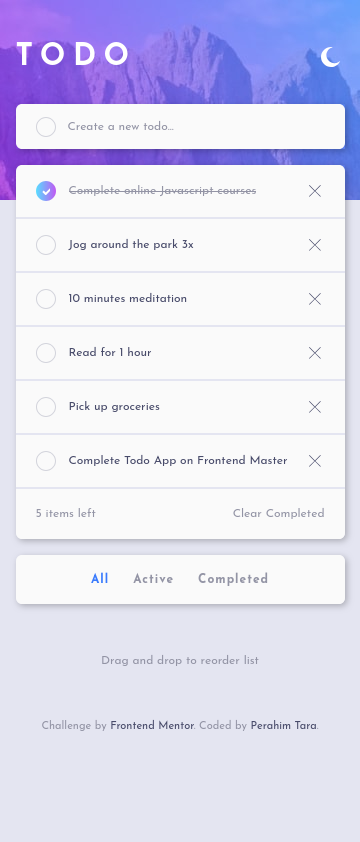 TODO
Create a new todo...
Complete online Javascript courses
Jog around the park 3x
10 minutes meditation
Read for 1 hour
Pick up groceries
Complete Todo App on Frontend Master
5 items left Clear Completed
All Active Completed
Drag and drop to reorder list
Challenge by Frontend Mentor. Coded by Perahim Tara.